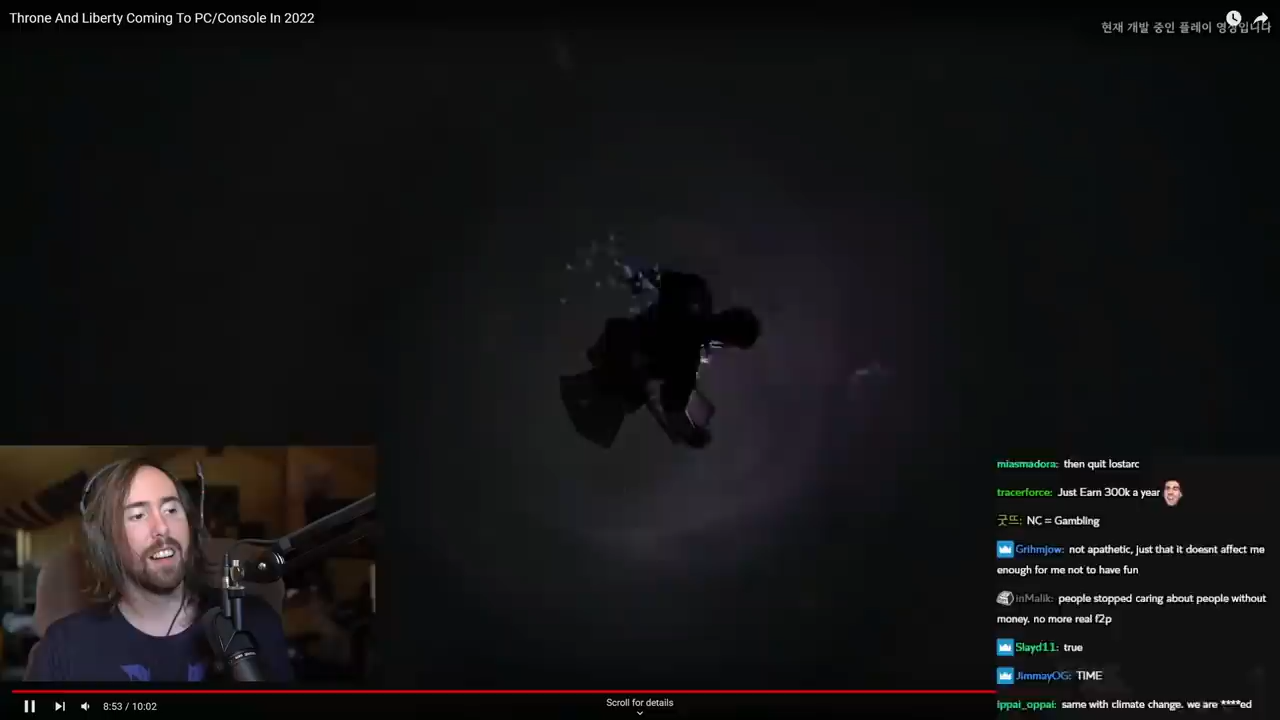 Throne And Liberty Coming To PC/Console In 2022
현재 개발 중인 플레이 영상입니다
miasmadora: then quit lostarc
tracerforce: Just Earn 300k a year
굿뜨: NC = Gambling
Grihmjow: not apathetic, just that it doesnt affect me
enough for me not to have fun
inMalik: people stopped caring about people without
money. no more real f2p
Slayd11: true
JimmayOG: TIME
ippai_oppai: same with climate change. we are ****ed
8:53 / 10:02
Scroll for details